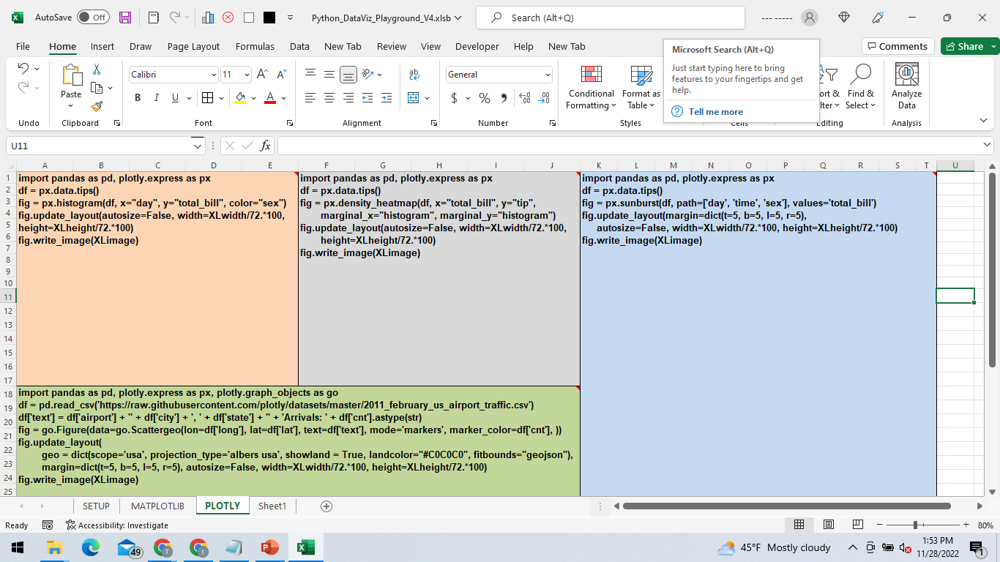 AutoSave Off Python_DataViz_Playground_V4.xlsb Search (Alt+Q) --- -----
File Home Insert Draw Page Layout Formulas Data New Tab Review View Developer Help New Tab Comments Share
Microsoft Search (Alt+Q)
Just start typing here to bring
features to your fingertips and get
help.
Tell me more
Paste
Calibri 11
B I U
General
$ %
Conditional
Formatting
Format as
Table
ort &
lter
Find &
Select
Analyze
Data
Undo Clipboard Font Alignment Number Styles Cells Editing Analysis
U11 fx
A B C D E F G H I J K L M N O P Q R S T U
1
2
3
4
5
6
7
8
9
10
11
12
13
14
15
16
17
18
19
20
21
22
23
24
25
import pandas as pd, plotly.express as px
df = px.data.tips()
fig = px.histogram(df, x="day", y="total_bill", color="sex")
fig.update_layout(autosize=False, width=XLwidth/72.*100,
height=XLheight/72.*100)
fig.write_image(XLimage)
import pandas as pd, plotly.express as px
df = px.data.tips()
fig = px.density_heatmap(df, x="total_bill", y="tip",
marginal_x="histogram", marginal_y="histogram")
fig.update_layout(autosize=False, width=XLwidth/72.*100,
height=XLheight/72.*100)
fig.write_image(XLimage)
import pandas as pd, plotly.express as px
df = px.data.tips()
fig = px.sunburst(df, path=['day', 'time', 'sex'], values='total_bill')
fig.update_layout(margin=dict(t=5, b=5, l=5, r=5),
autosize=False, width=XLwidth/72.*100, height=XLheight/72.*100)
fig.write_image(XLimage)
import pandas as pd, plotly.express as px, plotly.graph_objects as go
df = pd.read_csv('https://raw.githubusercontent.com/plotly/datasets/master/2011_february_us_airport_traffic.csv')
df['text'] = df['airport'] + '' + df['city'] + ', ' + df['state'] + '' + 'Arrivals: ' + df['cnt'].astype(str)
fig = go.Figure(data=go.Scattergeo(lon=df['long'], lat=df['lat'], text=df['text'], mode='markers', marker_color=df['cnt'], ))
fig.update_layout(
geo = dict(scope='usa', projection_type='albers usa', showland = True, landcolor="#C0C0C0", fitbounds="geojson"),
margin=dict(t=5, b=5, l=5, r=5), autosize=False, width=XLwidth/72.*100, height=XLheight/72.*100)
fig.write_image(XLimage)
SETUP MATPLOTLIB PLOTLY Sheet1
Ready Accessibility: Investigate 80%
49 T t 45°F Mostly cloudy 1:53 PM
11/28/2022 1